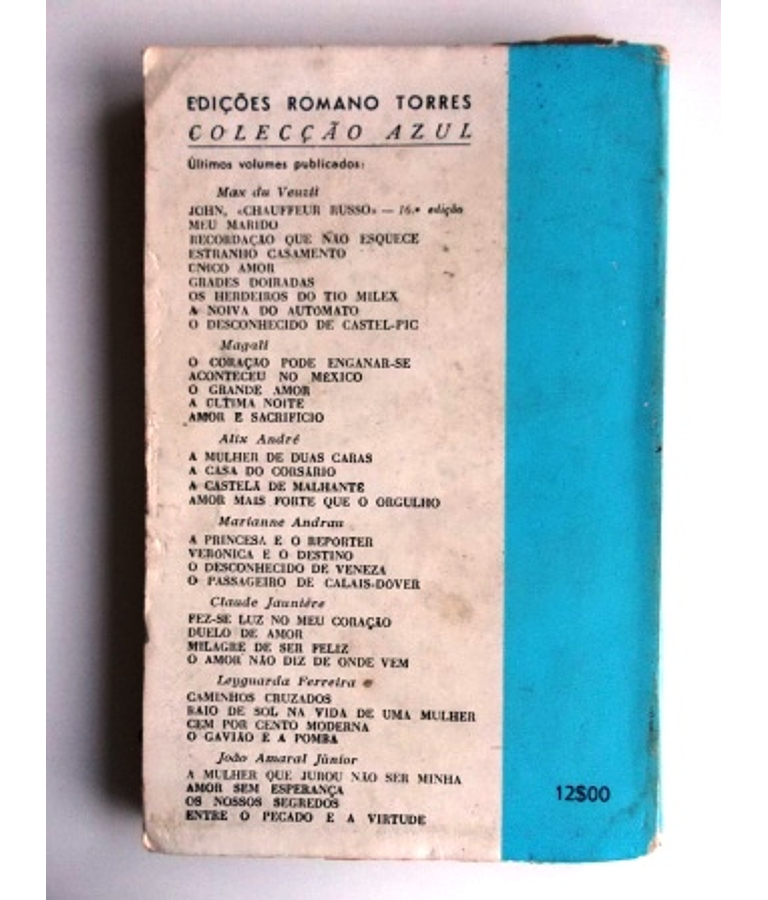 EDIÇÕES ROMANO TORRES
COLECÇÃO AZUL
Últimos volumes publicados:
Max du Veuzit
JOHN, «CHAUFFEUR RUSSO» — 16.ª edição
MEU MARIDO
RECORDAÇÃO QUE NÃO ESQUECE
ESTRANHO CASAMENTO
ÚNICO AMOR
GRADES DOIRADAS
OS HERDEIROS DO TIO MILEX
A NOIVA DO AUTÓMATO
O DESCONHECIDO DE CASTEL-PIC
Magali
O CORAÇÃO PODE ENGANAR-SE
ACONTECEU NO MÉXICO
O GRANDE AMOR
A ÚLTIMA NOITE
AMOR E SACRIFÍCIO
Alix André
A MULHER DE DUAS CARAS
A CASA DO CORSÁRIO
A CASTELÃ DE MALHANTE
AMOR MAIS FORTE QUE O ORGULHO
Marianne Andrau
A PRINCESA E O REPÓRTER
VERÓNICA E O DESTINO
O DESCONHECIDO DE VENEZA
O PASSAGEIRO DE CALAIS-DOVER
Claude Jaunière
FEZ-SE LUZ NO MEU CORAÇÃO
DUELO DE AMOR
MILAGRE DE SER FELIZ
O AMOR NÃO DIZ DE ONDE VEM
Leyguarda Ferreira
CAMINHOS CRUZADOS
RAIO DE SOL NA VIDA DE UMA MULHER
CEM POR CENTO MODERNA
O GAVIÃO E A POMBA
João Amaral Júnior
A MULHER QUE JUROU NÃO SER MINHA
AMOR SEM ESPERANÇA
OS NOSSOS SEGREDOS
ENTRE O PECADO E A VIRTUDE
12$00